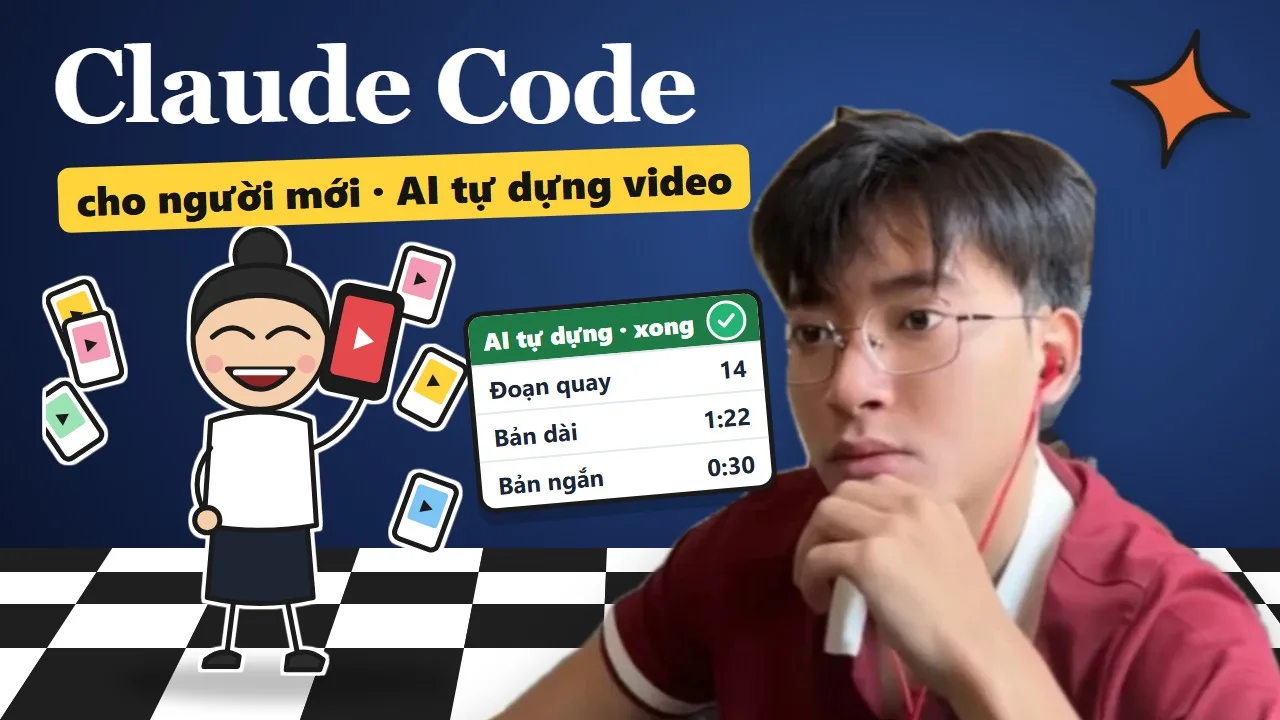 Claude Code
cho người mới · AI tự dựng video
AI tự dựng · xong
Đoạn quay 14
Bản dài 1:22
Bản ngắn 0:30